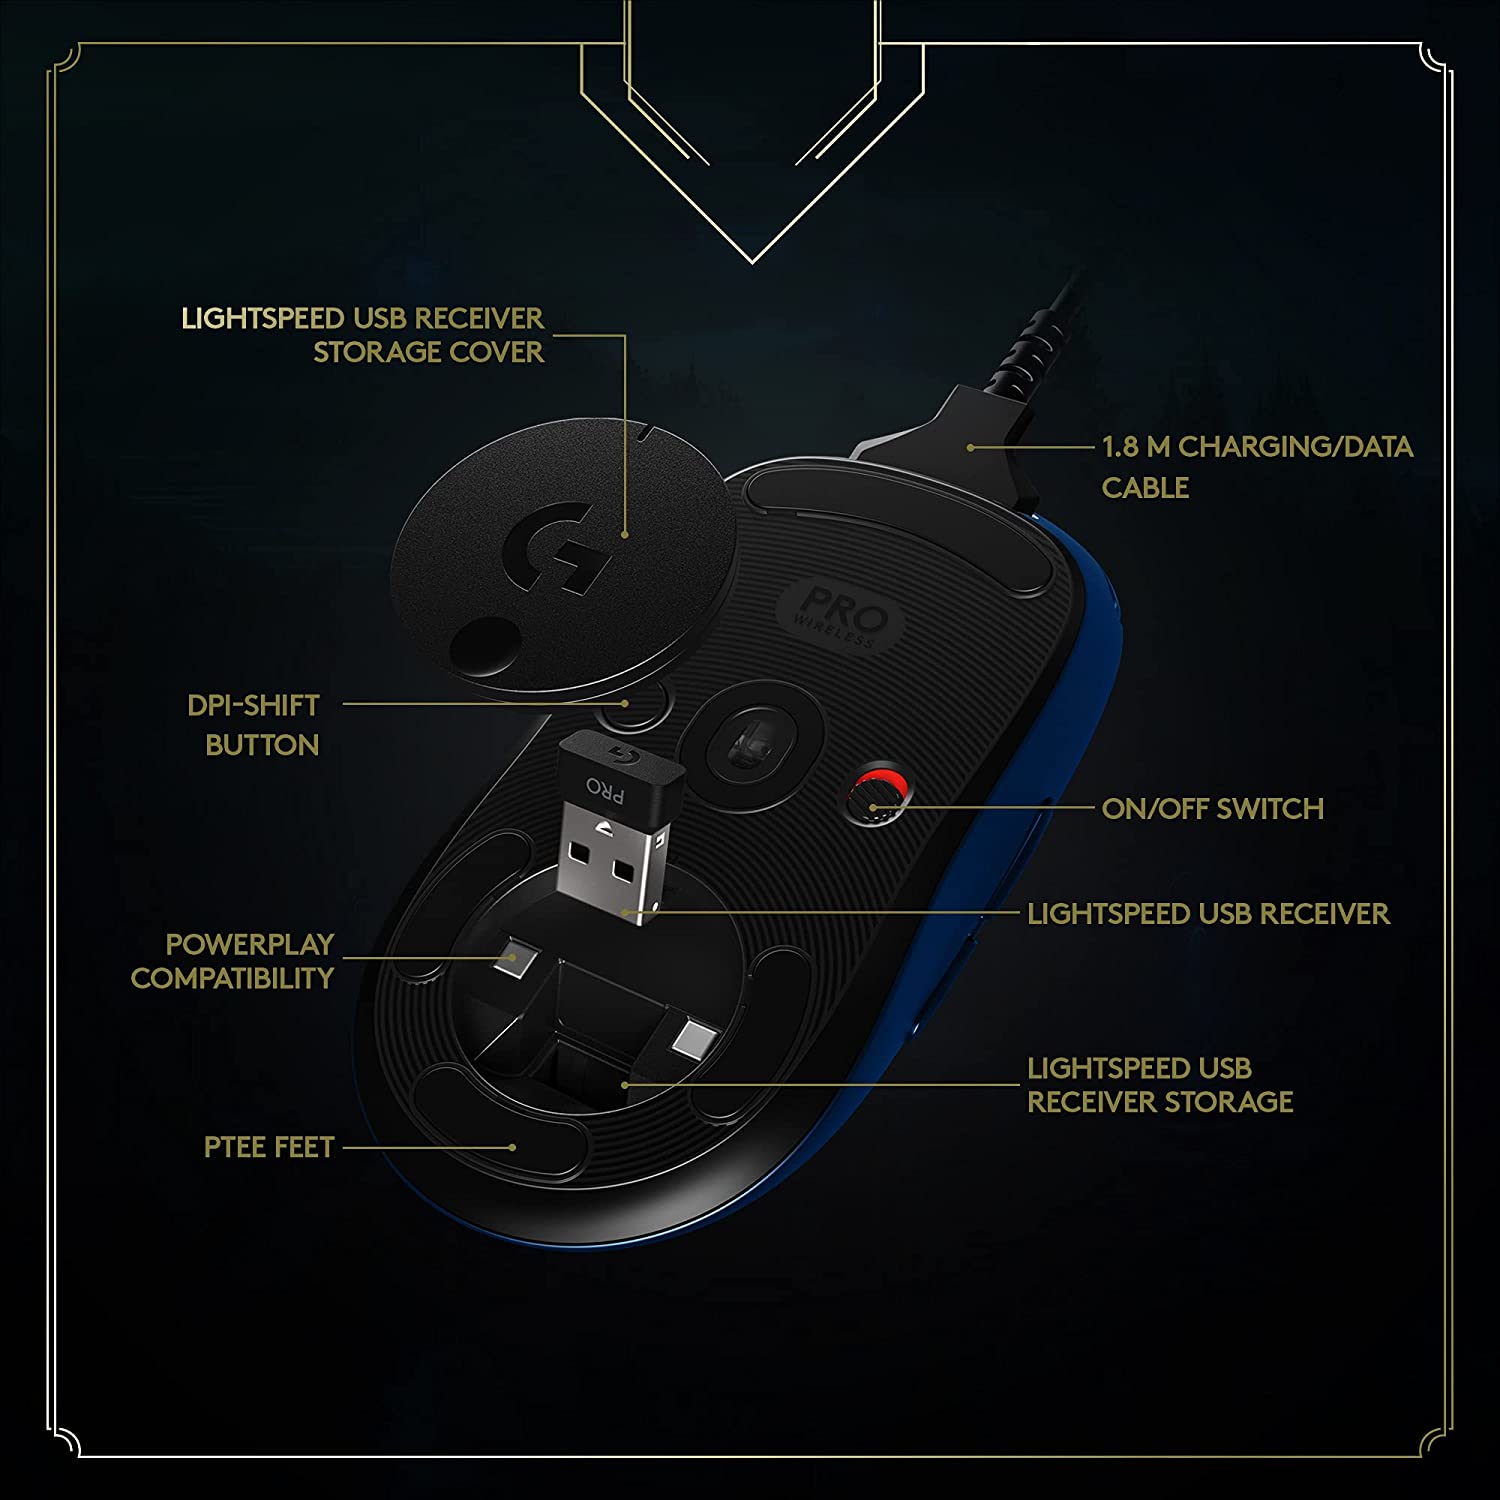 LIGHTSPEED USB RECEIVER
STORAGE COVER
1.8 M CHARGING/DATA
CABLE
PRO
WIRELESS
DPI-SHIFT
BUTTON
PRO
ON/OFF SWITCH
LIGHTSPEED USB RECEIVER
POWERPLAY
COMPATIBILITY
LIGHTSPEED USB
RECEIVER STORAGE
PTEE FEET